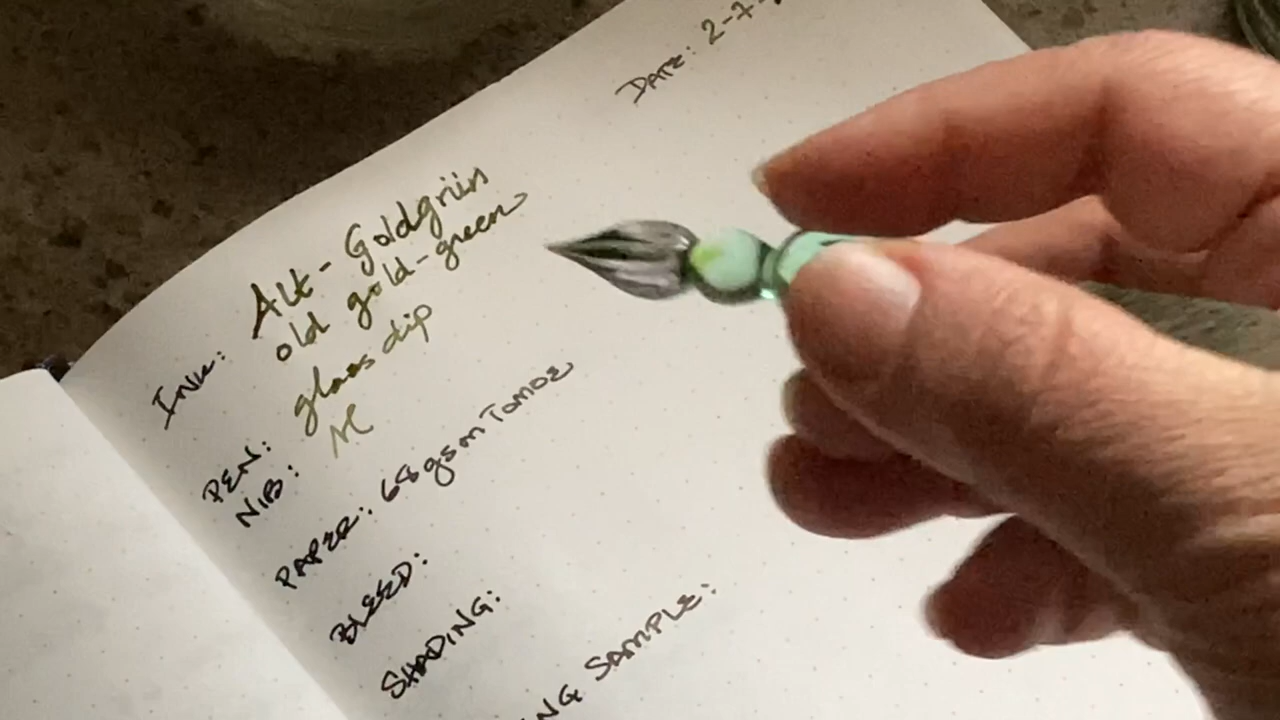 DATE: 2-7-
INK: Alt-Goldgrün
old gold-green
PEN: glass dip
NIB: M
PAPER: 68gsm TOMOE
BLEED:
SHADING:
NG SAMPLE: